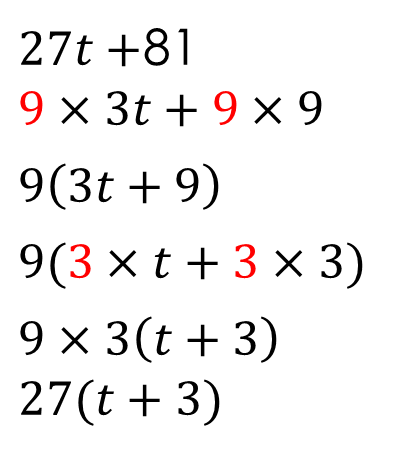 27t + 81
9 × 3t + 9 × 9
9(3t + 9)
9(3 × t + 3 × 3)
9 × 3(t + 3)
27(t + 3)